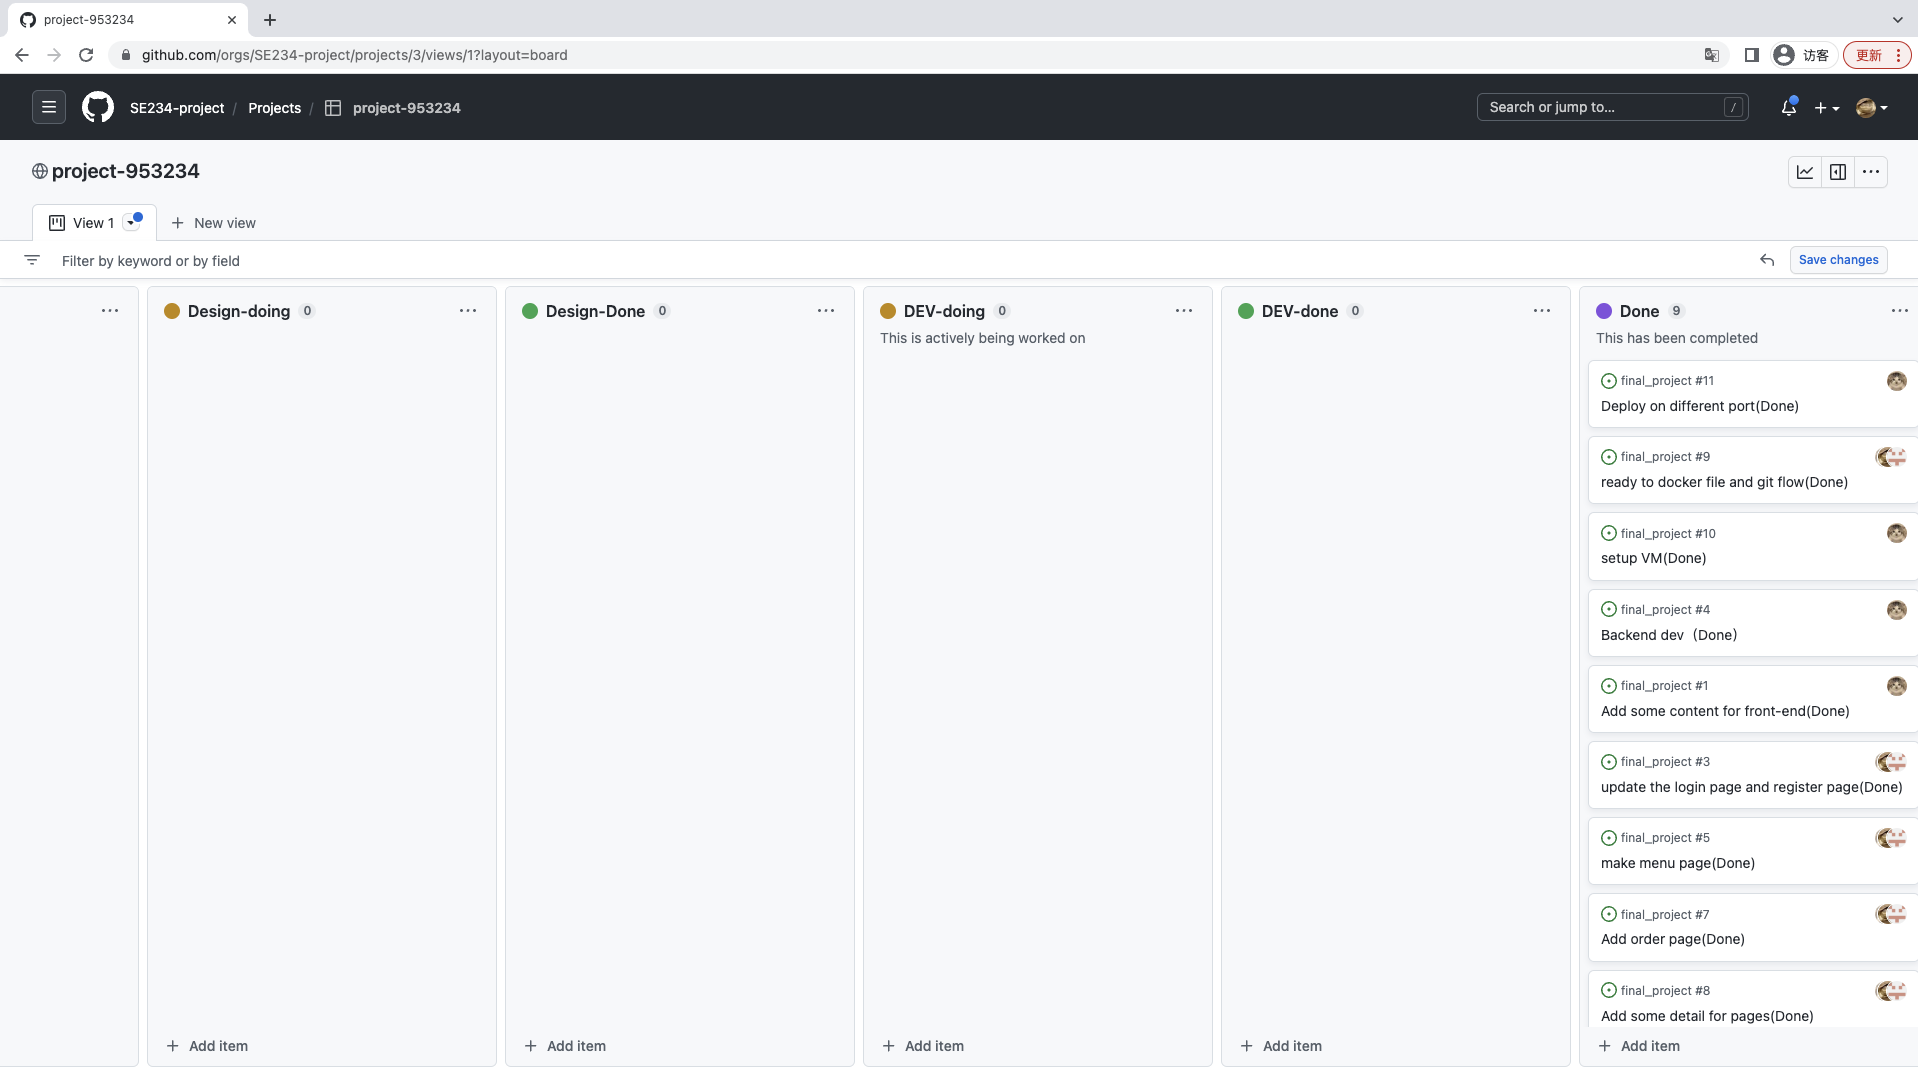 project-953234
github.com/orgs/SE234-project/projects/3/views/1?layout=board
访客
更新
SE234-project / Projects / project-953234
Search or jump to... /
project-953234
View 1
New view
Filter by keyword or by field
Save changes
Design-doing 0
Add item
Design-Done 0
Add item
DEV-doing 0
This is actively being worked on
Add item
DEV-done 0
Add item
Done 9
This has been completed
final_project #11
Deploy on different port(Done)
final_project #9
ready to docker file and git flow(Done)
final_project #10
setup VM(Done)
final_project #4
Backend dev（Done）
final_project #1
Add some content for front-end(Done)
final_project #3
update the login page and register page(Done)
final_project #5
make menu page(Done)
final_project #7
Add order page(Done)
final_project #8
Add some detail for pages(Done)
Add item